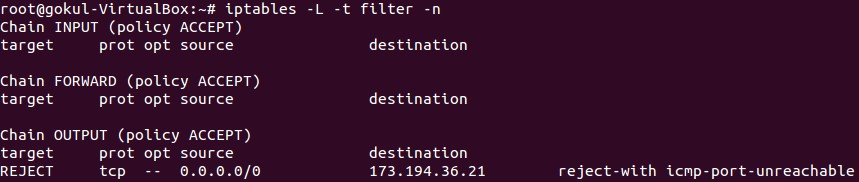 root@gokul-VirtualBox:~# iptables -L -t filter -n
Chain INPUT (policy ACCEPT)
target     prot opt source               destination

Chain FORWARD (policy ACCEPT)
target     prot opt source               destination

Chain OUTPUT (policy ACCEPT)
target     prot opt source               destination
REJECT     tcp  --  0.0.0.0/0            173.194.36.21        reject-with icmp-port-unreachable